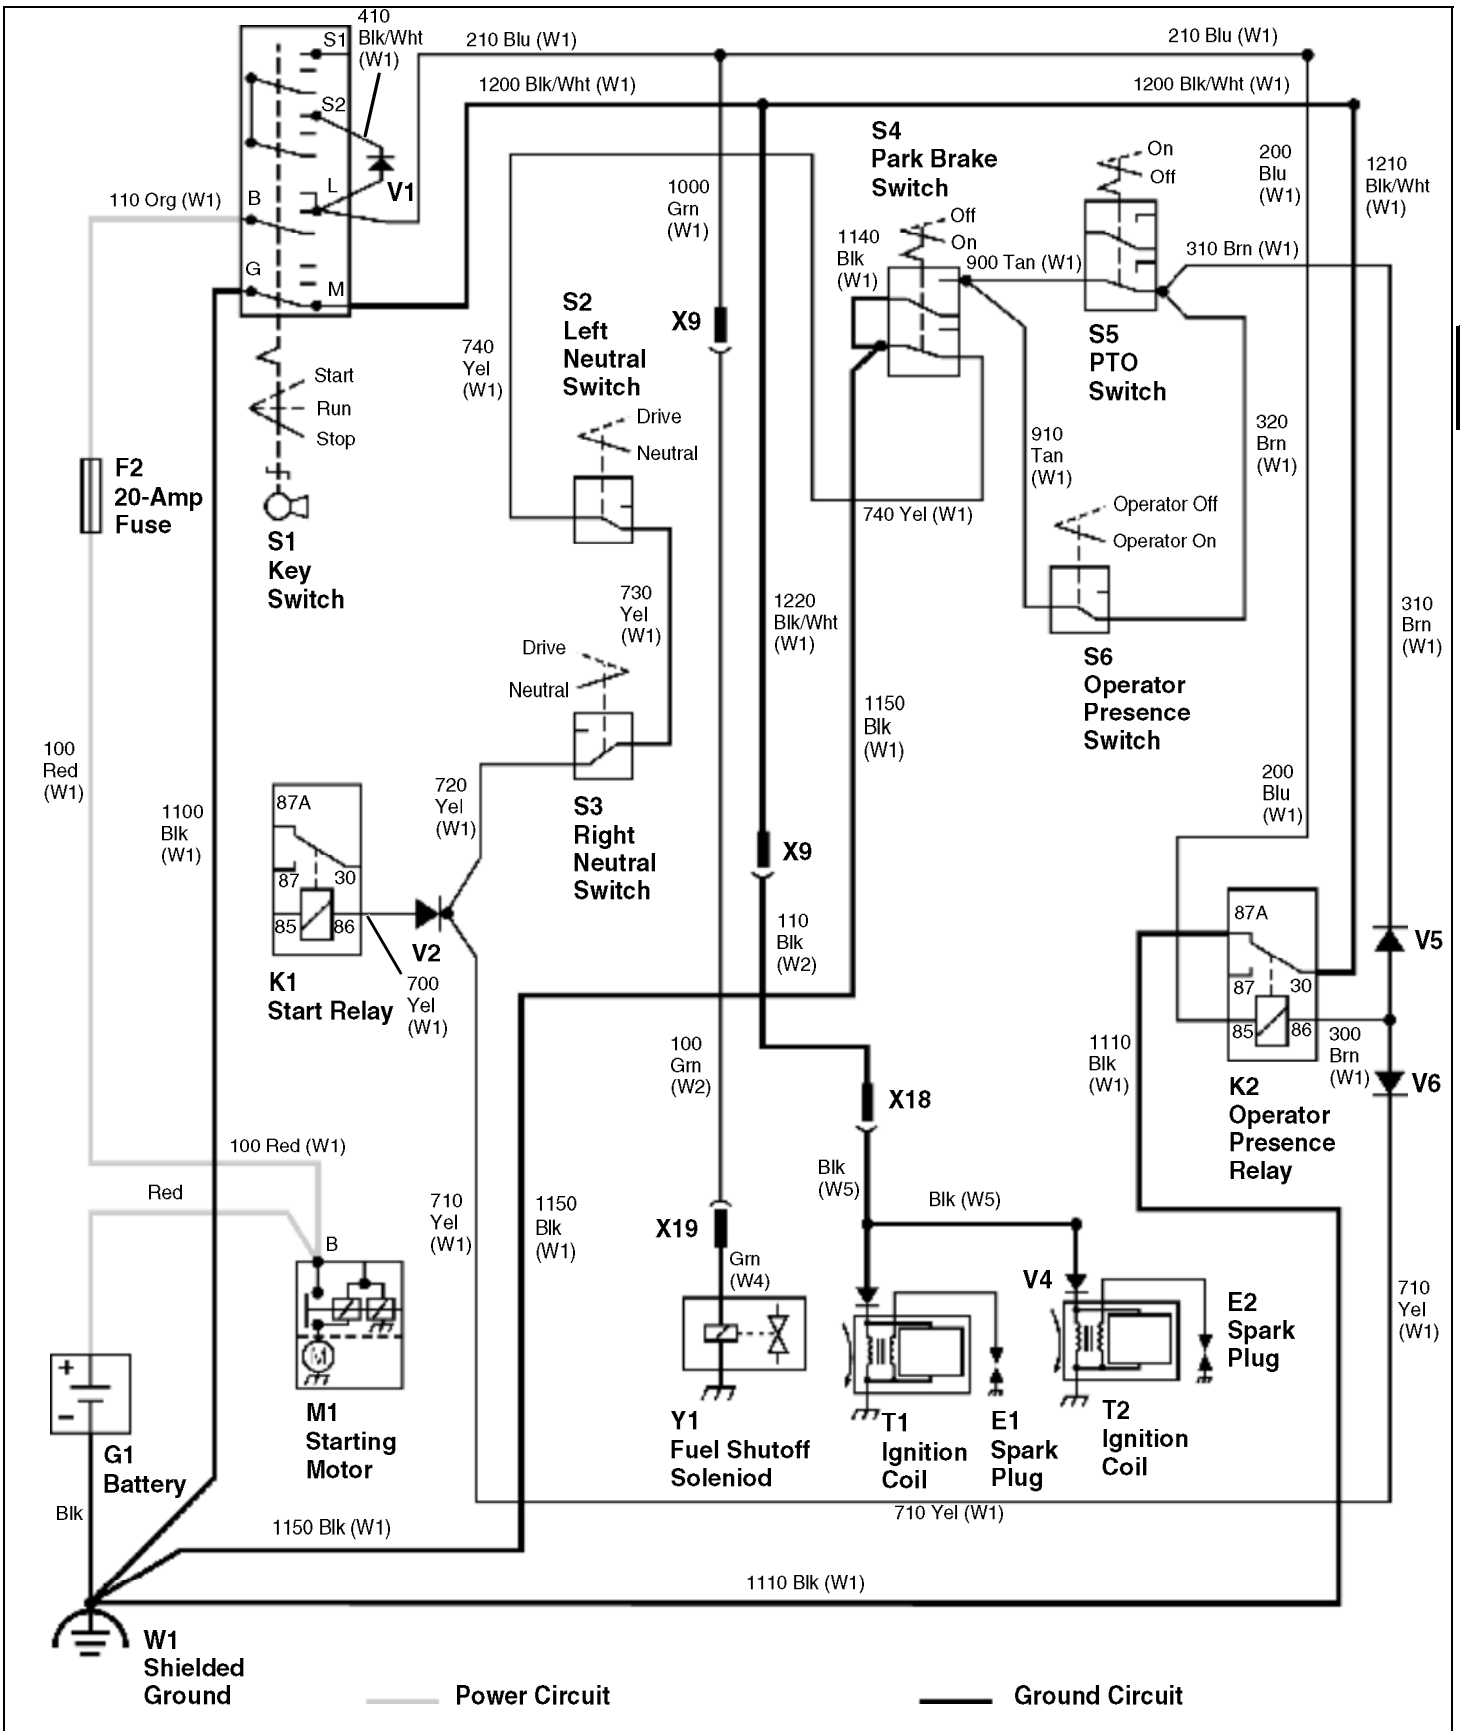 410
Blk/Wht
(W1)
S1
210 Blu (W1)
210 Blu (W1)
1200 Blk/Wht (W1)
1200 Blk/Wht (W1)
S2
V1
L
B
110 Org (W1)
G
M
S4
Park Brake
Switch
On
Off
200
Blu
(W1)
1210
Blk/Wht
(W1)
1000
Grn
(W1)
1140
Blk
(W1)
Off
On
900 Tan (W1)
310 Brn (W1)
S2
Left
Neutral
Switch
X9
S5
PTO
Switch
740
Yel
(W1)
Start
Run
Stop
Drive
Neutral
910
Tan
(W1)
320
Brn
(W1)
F2
20-Amp
Fuse
740 Yel (W1)
Operator Off
Operator On
S1
Key
Switch
730
Yel
(W1)
1220
Blk/Wht
(W1)
310
Brn
(W1)
Drive
Neutral
S6
Operator
Presence
Switch
1150
Blk
(W1)
100
Red
(W1)
1100
Blk
(W1)
87A
87
30
85
86
720
Yel
(W1)
S3
Right
Neutral
Switch
X9
200
Blu
(W1)
V2
K1
Start Relay
700
Yel
(W1)
110
Blk
(W2)
87A
87
30
85
86
V5
300
Brn
(W1)
V6
100
Grn
(W2)
1110
Blk
(W1)
K2
Operator
Presence
Relay
X18
100 Red (W1)
Red
Blk
(W5)
Blk (W5)
710
Yel
(W1)
1150
Blk
(W1)
X19
B
Grn
(W4)
V4
E2
Spark
Plug
710
Yel
(W1)
M
+
−
M1
Starting
Motor
G1
Battery
Y1
Fuel Shutoff
Soleniod
T1
Ignition
Coil
E1
Spark
Plug
T2
Ignition
Coil
Blk
710 Yel (W1)
1150 Blk (W1)
1110 Blk (W1)
W1
Shielded
Ground
Power Circuit
Ground Circuit